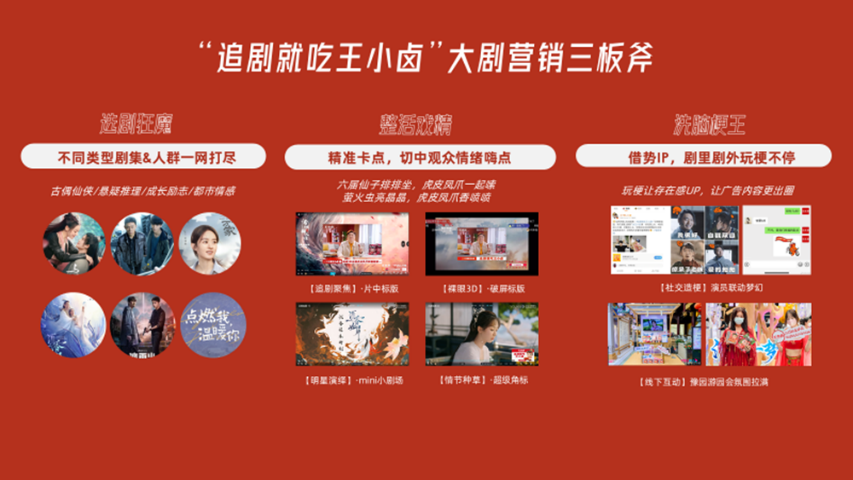 “追剧就吃王小卤”大剧营销三板斧
选剧狂魔
不同类型剧集&人群一网打尽
古偶仙侠/悬疑推理/成长励志/都市情感
点燃我,
温暖你
整活戏精
精准卡点，切中观众情绪嗨点
六届仙子排排坐，虎皮凤爪一起嗦
萤火虫亮晶晶，虎皮凤爪香喷喷
【追剧聚焦】·片中标版
【裸眼3D】·破屏标版
【明星演绎】·mini小剧场
【情节种草】·超级角标
洗脑梗王
借势IP，剧里剧外玩梗不停
玩梗让存在感UP，让广告内容更出圈
【社交造梗】演员联动梦幻
【线下互动】豫园游园会氛围拉满